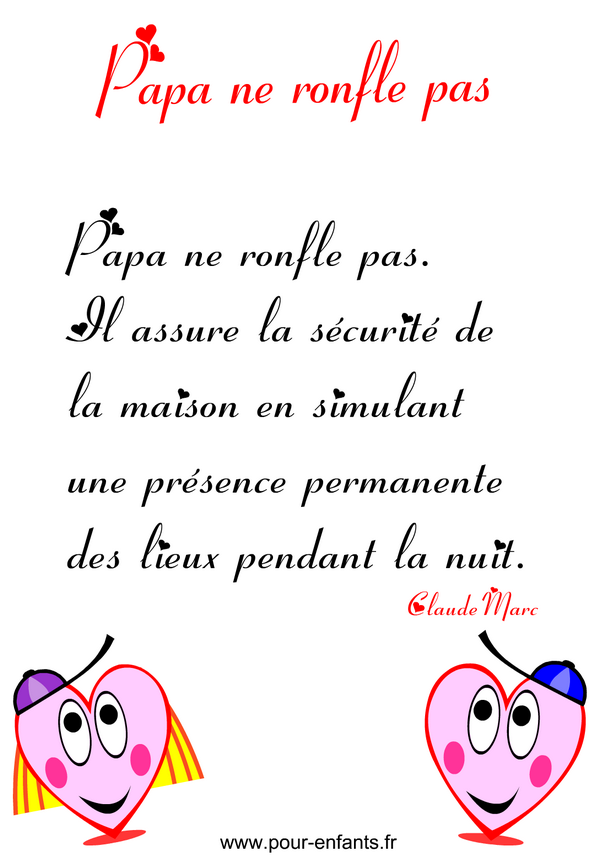 Papa ne ronfle pas
Papa ne ronfle pas.
Il assure la sécurité de
la maison en simulant
une présence permanente
des lieux pendant la nuit.
Claude Marc
www.pour-enfants.fr